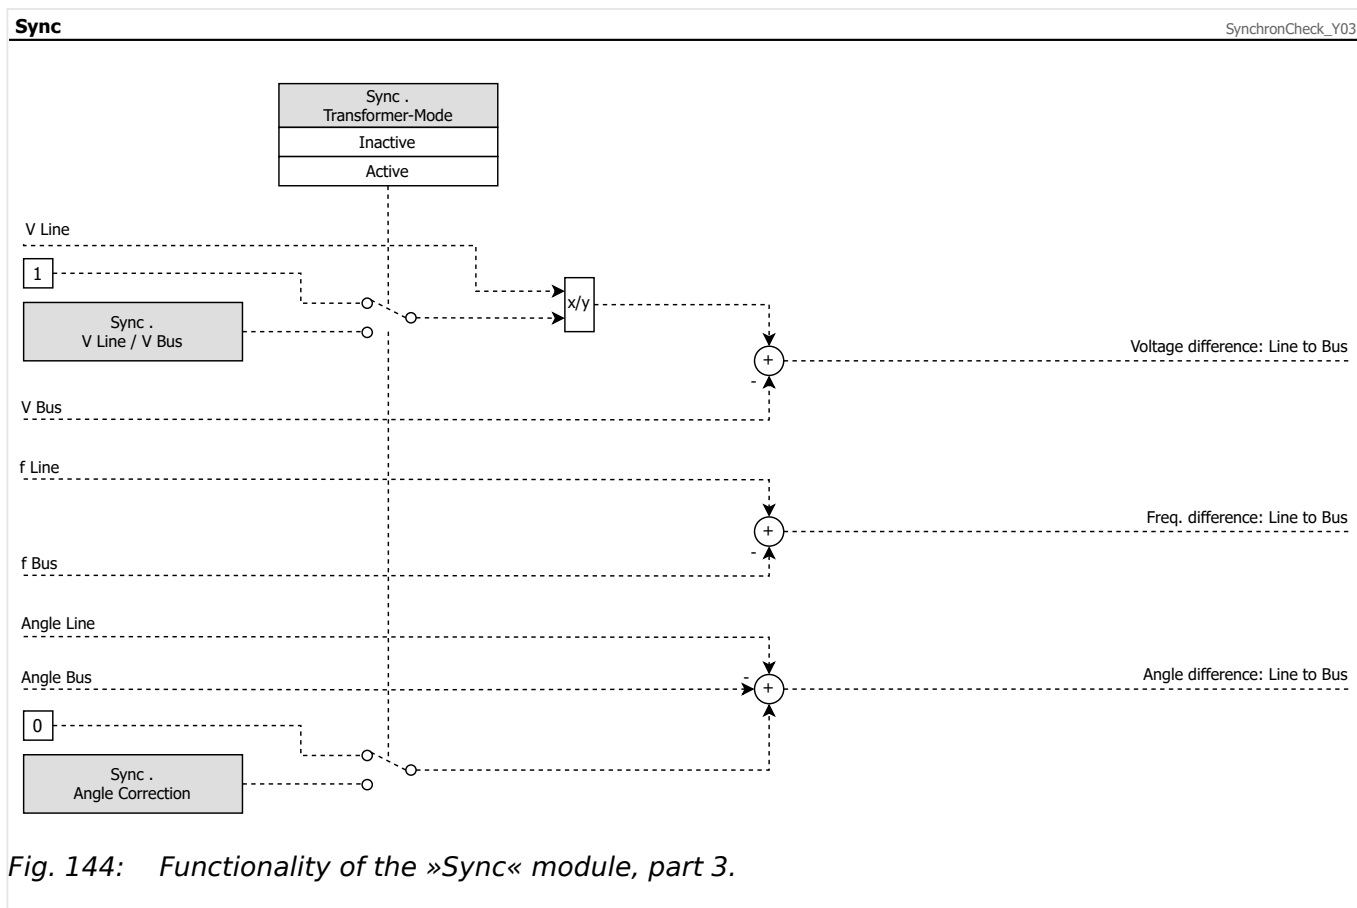 Sync
SynchronCheck_Y03
Sync .
Transformer-Mode
Inactive
Active
V Line
1
Sync .
V Line / V Bus
x/y
+
-
Voltage difference: Line to Bus
V Bus
f Line
+
-
Freq. difference: Line to Bus
f Bus
Angle Line
Angle Bus
-
+
Angle difference: Line to Bus
0
Sync .
Angle Correction
Fig. 144: Functionality of the »Sync« module, part 3.